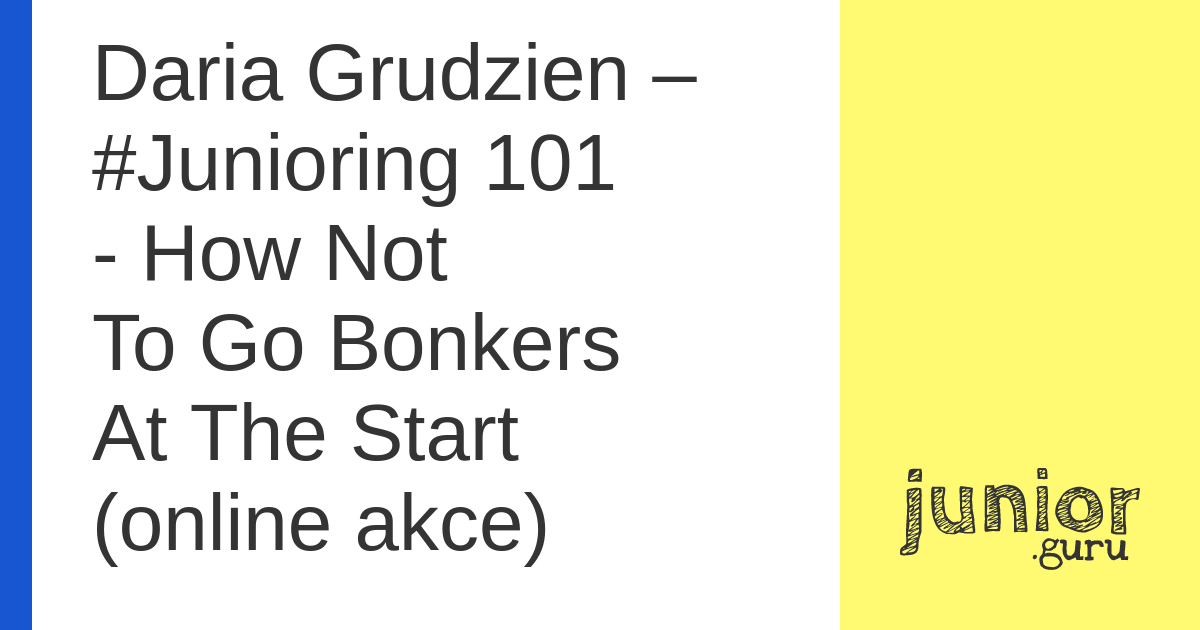 Daria Grudzien –
#Junioring 101
- How Not
To Go Bonkers
At The Start
(online akce)
junior
.guru